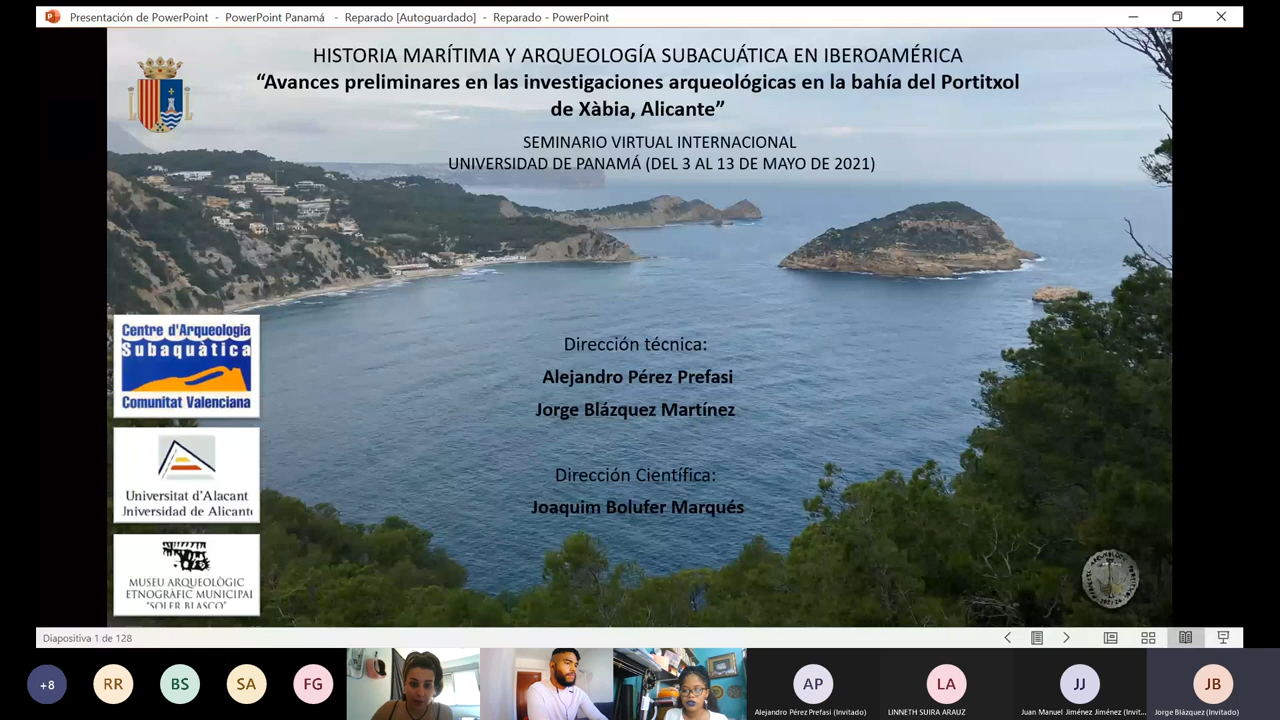 Presentación de PowerPoint - PowerPoint Panamá - Reparado [Autoguardado] - Reparado - PowerPoint
HISTORIA MARÍTIMA Y ARQUEOLOGÍA SUBACUÁTICA EN IBEROAMÉRICA
“Avances preliminares en las investigaciones arqueológicas en la bahía del Portitxol
de Xàbia, Alicante”
SEMINARIO VIRTUAL INTERNACIONAL
UNIVERSIDAD DE PANAMÁ (DEL 3 AL 13 DE MAYO DE 2021)
Centre d'Arqueologia
Subaquàtica
Comunitat Valenciana
Universitat d'Alacant
Universidad de Alicante
MUSEU ARQUEOLÒGIC
ETNOGRÀFIC MUNICIPAL
"SOLER BLASCO"
Dirección técnica:
Alejandro Pérez Prefasi
Jorge Blázquez Martínez
Dirección Científica:
Joaquim Bolufer Marqués
Diapositiva 1 de 128
+8
RR
BS
SA
FG
AP
LA
JJ
JB
Alejandro Pérez Prefasi (Invitado)
LINNETH SUIRA ARAUZ
Juan Manuel Jiménez Jiménez (Invit...
Jorge Blázquez (Invitado)